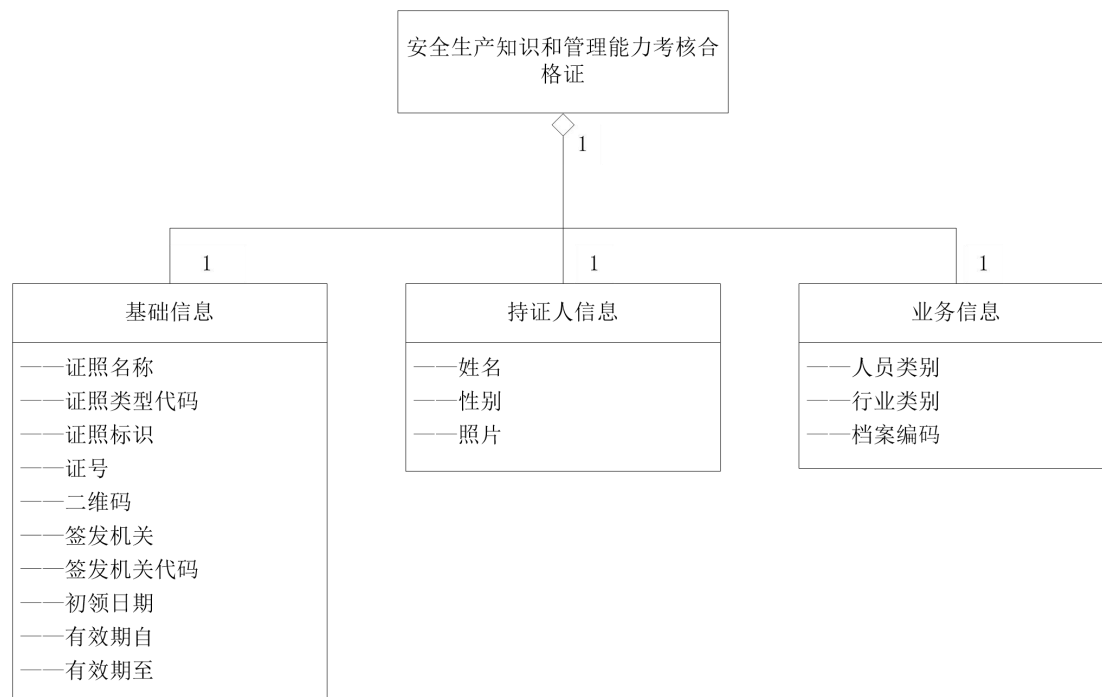 安全生产知识和管理能力考核合
格证
1
1
1
1
基础信息
——证照名称
——证照类型代码
——证照标识
——证号
——二维码
——签发机关
——签发机关代码
——初领日期
——有效期自
——有效期至
持证人信息
——姓名
——性别
——照片
业务信息
——人员类别
——行业类别
——档案编码